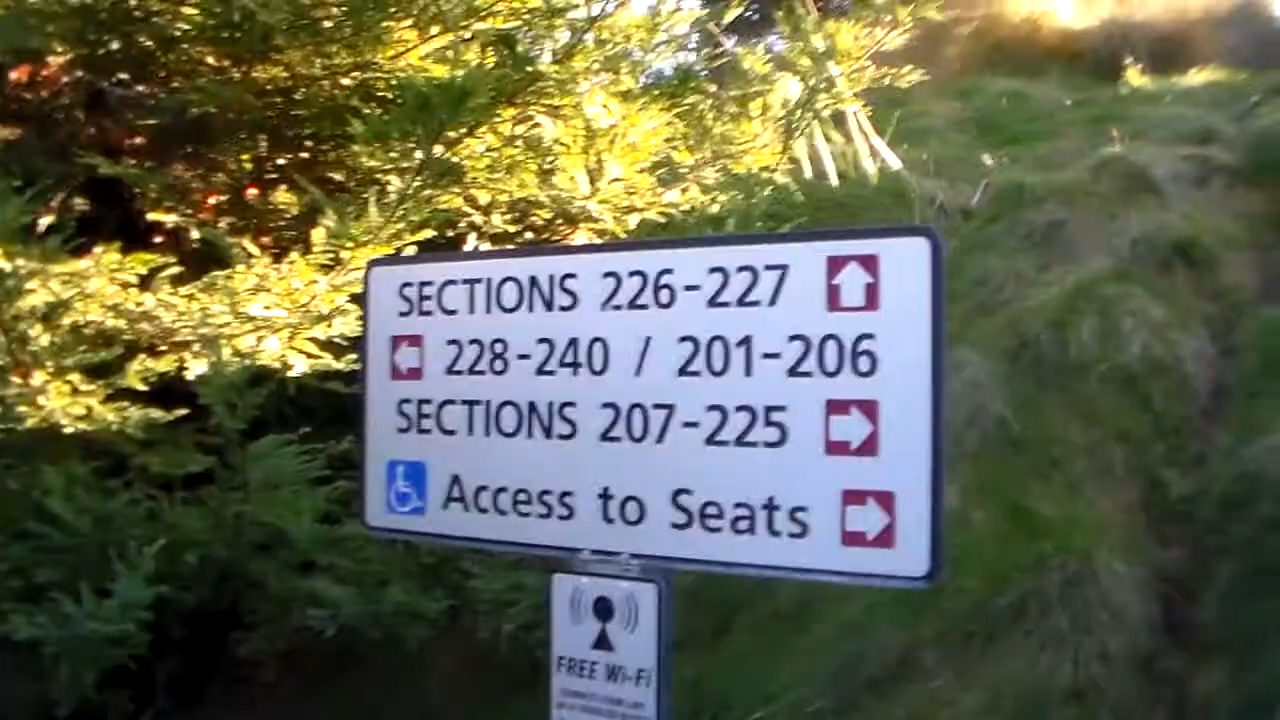 SECTIONS 226-227
228-240 / 201-206
SECTIONS 207-225
Access to Seats
FREE Wi-Fi